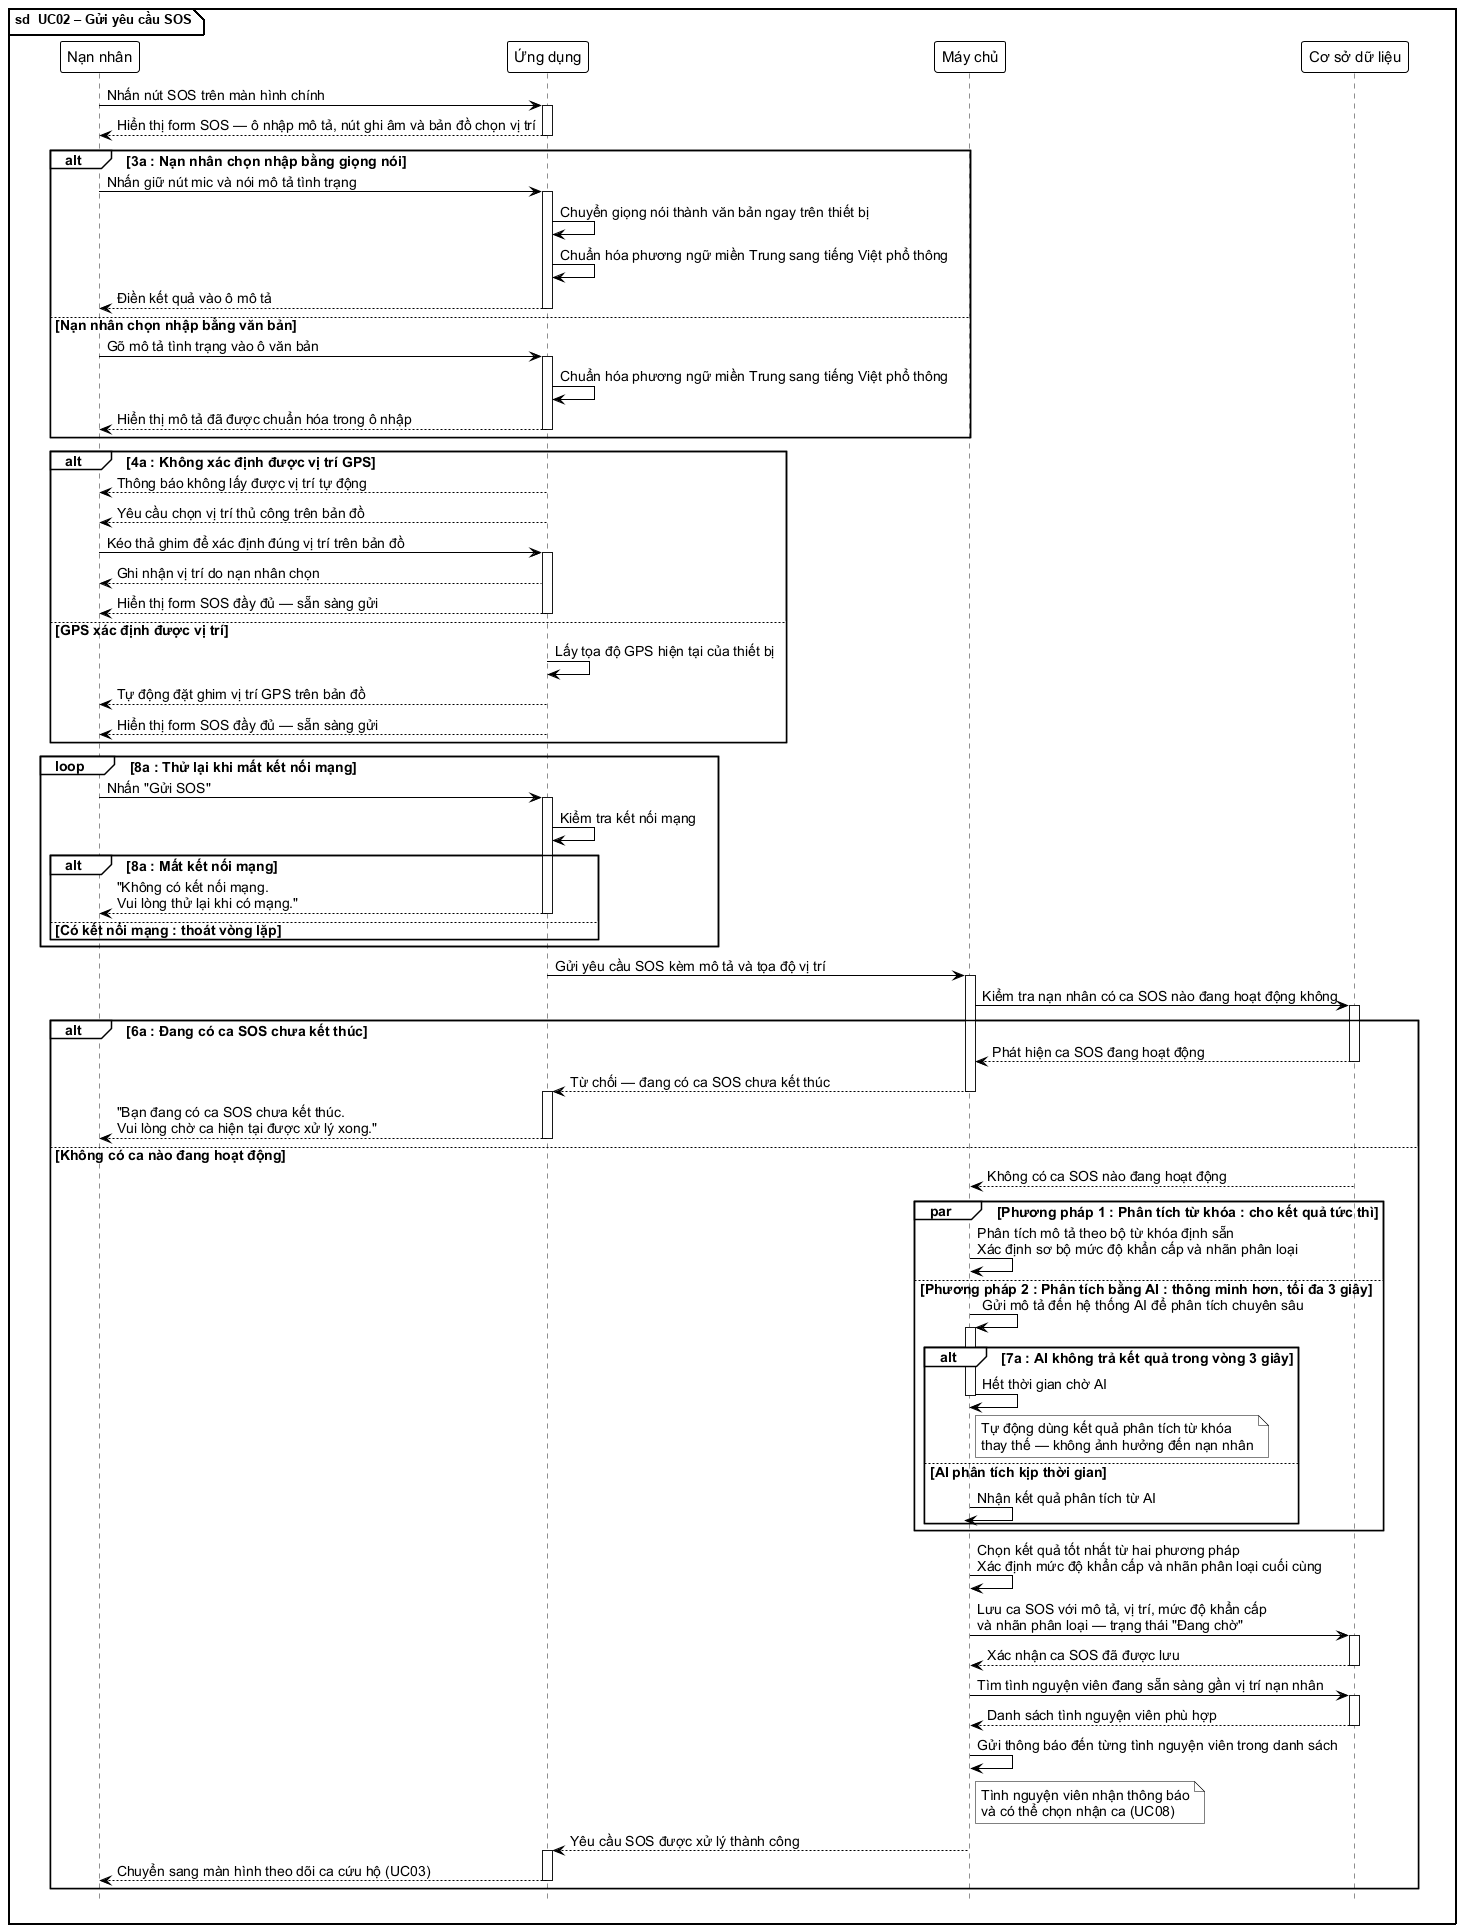 sd UC02 – Gửi yêu cầu SOS
Nạn nhân
Ứng dụng
Máy chủ
Cơ sở dữ liệu
Nhấn nút SOS trên màn hình chính
Hiển thị form SOS — ô nhập mô tả, nút ghi âm và bản đồ chọn vị trí
alt
[3a : Nạn nhân chọn nhập bằng giọng nói]
Nhấn giữ nút mic và nói mô tả tình trạng
Chuyển giọng nói thành văn bản ngay trên thiết bị
Chuẩn hóa phương ngữ miền Trung sang tiếng Việt phổ thông
Điền kết quả vào ô mô tả
[Nạn nhân chọn nhập bằng văn bản]
Gõ mô tả tình trạng vào ô văn bản
Chuẩn hóa phương ngữ miền Trung sang tiếng Việt phổ thông
Hiển thị mô tả đã được chuẩn hóa trong ô nhập
alt
[4a : Không xác định được vị trí GPS]
Thông báo không lấy được vị trí tự động
Yêu cầu chọn vị trí thủ công trên bản đồ
Kéo thả ghim để xác định đúng vị trí trên bản đồ
Ghi nhận vị trí do nạn nhân chọn
Hiển thị form SOS đầy đủ — sẵn sàng gửi
[GPS xác định được vị trí]
Lấy tọa độ GPS hiện tại của thiết bị
Tự động đặt ghim vị trí GPS trên bản đồ
Hiển thị form SOS đầy đủ — sẵn sàng gửi
loop
[8a : Thử lại khi mất kết nối mạng]
Nhấn "Gửi SOS"
Kiểm tra kết nối mạng
alt
[8a : Mất kết nối mạng]
"Không có kết nối mạng.
Vui lòng thử lại khi có mạng."
[Có kết nối mạng : thoát vòng lặp]
Gửi yêu cầu SOS kèm mô tả và tọa độ vị trí
Kiểm tra nạn nhân có ca SOS nào đang hoạt động không
alt
[6a : Đang có ca SOS chưa kết thúc]
Phát hiện ca SOS đang hoạt động
Từ chối — đang có ca SOS chưa kết thúc
"Bạn đang có ca SOS chưa kết thúc.
Vui lòng chờ ca hiện tại được xử lý xong."
[Không có ca nào đang hoạt động]
Không có ca SOS nào đang hoạt động
par
[Phương pháp 1 : Phân tích từ khóa : cho kết quả tức thì]
Phân tích mô tả theo bộ từ khóa định sẵn
Xác định sơ bộ mức độ khẩn cấp và nhãn phân loại
[Phương pháp 2 : Phân tích bằng AI : thông minh hơn, tối đa 3 giây]
Gửi mô tả đến hệ thống AI để phân tích chuyên sâu
alt
[7a : AI không trả kết quả trong vòng 3 giây]
Hết thời gian chờ AI
Tự động dùng kết quả phân tích từ khóa
thay thế — không ảnh hưởng đến nạn nhân
[AI phân tích kịp thời gian]
Nhận kết quả phân tích từ AI
Chọn kết quả tốt nhất từ hai phương pháp
Xác định mức độ khẩn cấp và nhãn phân loại cuối cùng
Lưu ca SOS với mô tả, vị trí, mức độ khẩn cấp
và nhãn phân loại — trạng thái "Đang chờ"
Xác nhận ca SOS đã được lưu
Tìm tình nguyện viên đang sẵn sàng gần vị trí nạn nhân
Danh sách tình nguyện viên phù hợp
Gửi thông báo đến từng tình nguyện viên trong danh sách
Tình nguyện viên nhận thông báo
và có thể chọn nhận ca (UC08)
Yêu cầu SOS được xử lý thành công
Chuyển sang màn hình theo dõi ca cứu hộ (UC03)